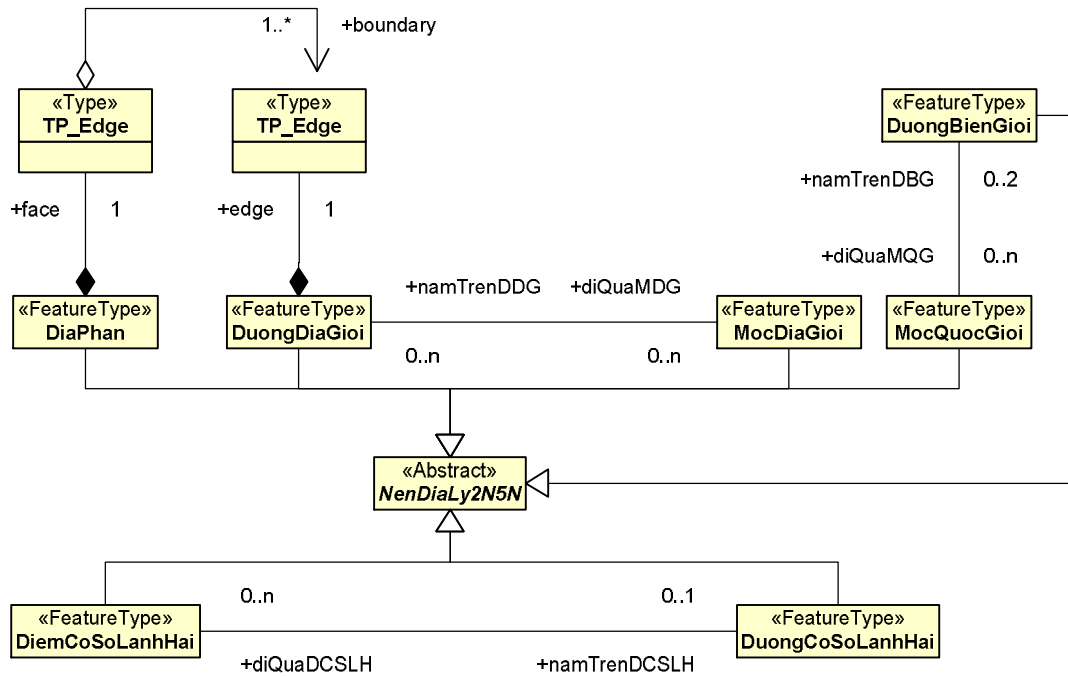 1..* +boundary
«Type»
TP_Edge
«Type»
TP_Edge
«FeatureType»
DuongBienGioi
+namTrenDBG 0..2
+face 1
+edge 1
+diQuaMQG 0..n
«FeatureType»
DiaPhan
«FeatureType»
DuongDiaGioi
+namTrenDDG +diQuaMDG
0..n 0..n
«FeatureType»
MocDiaGioi
«FeatureType»
MocQuocGioi
«Abstract»
NenDiaLy2N5N
0..n 0..1
«FeatureType»
DiemCoSoLanhHai
«FeatureType»
DuongCoSoLanhHai
+diQuaDCSLH +namTrenDCSLH